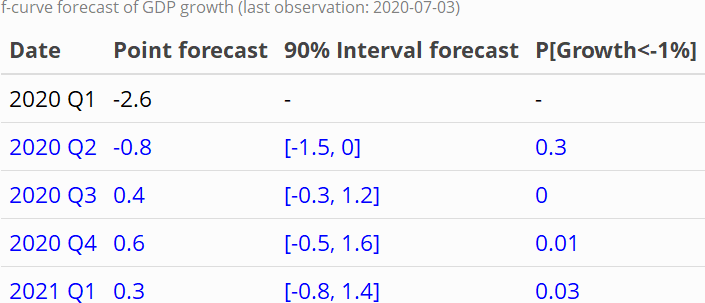 f-curve forecast of GDP growth (last observation: 2020-07-03)
Date Point forecast 90% Interval forecast P[Growth<-1%]
2020 Q1 -2.6 - -
2020 Q2 -0.8 [-1.5, 0] 0.3
2020 Q3 0.4 [-0.3, 1.2] 0
2020 Q4 0.6 [-0.5, 1.6] 0.01
2021 Q1 0.3 [-0.8, 1.4] 0.03